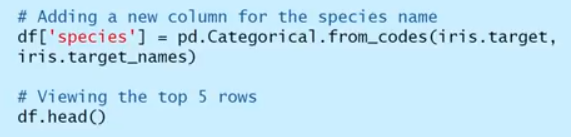 # Adding a new column for the species name
df['species'] = pd.Categorical.from_codes(iris.target,
iris.target_names)
# Viewing the top 5 rows
df.head()